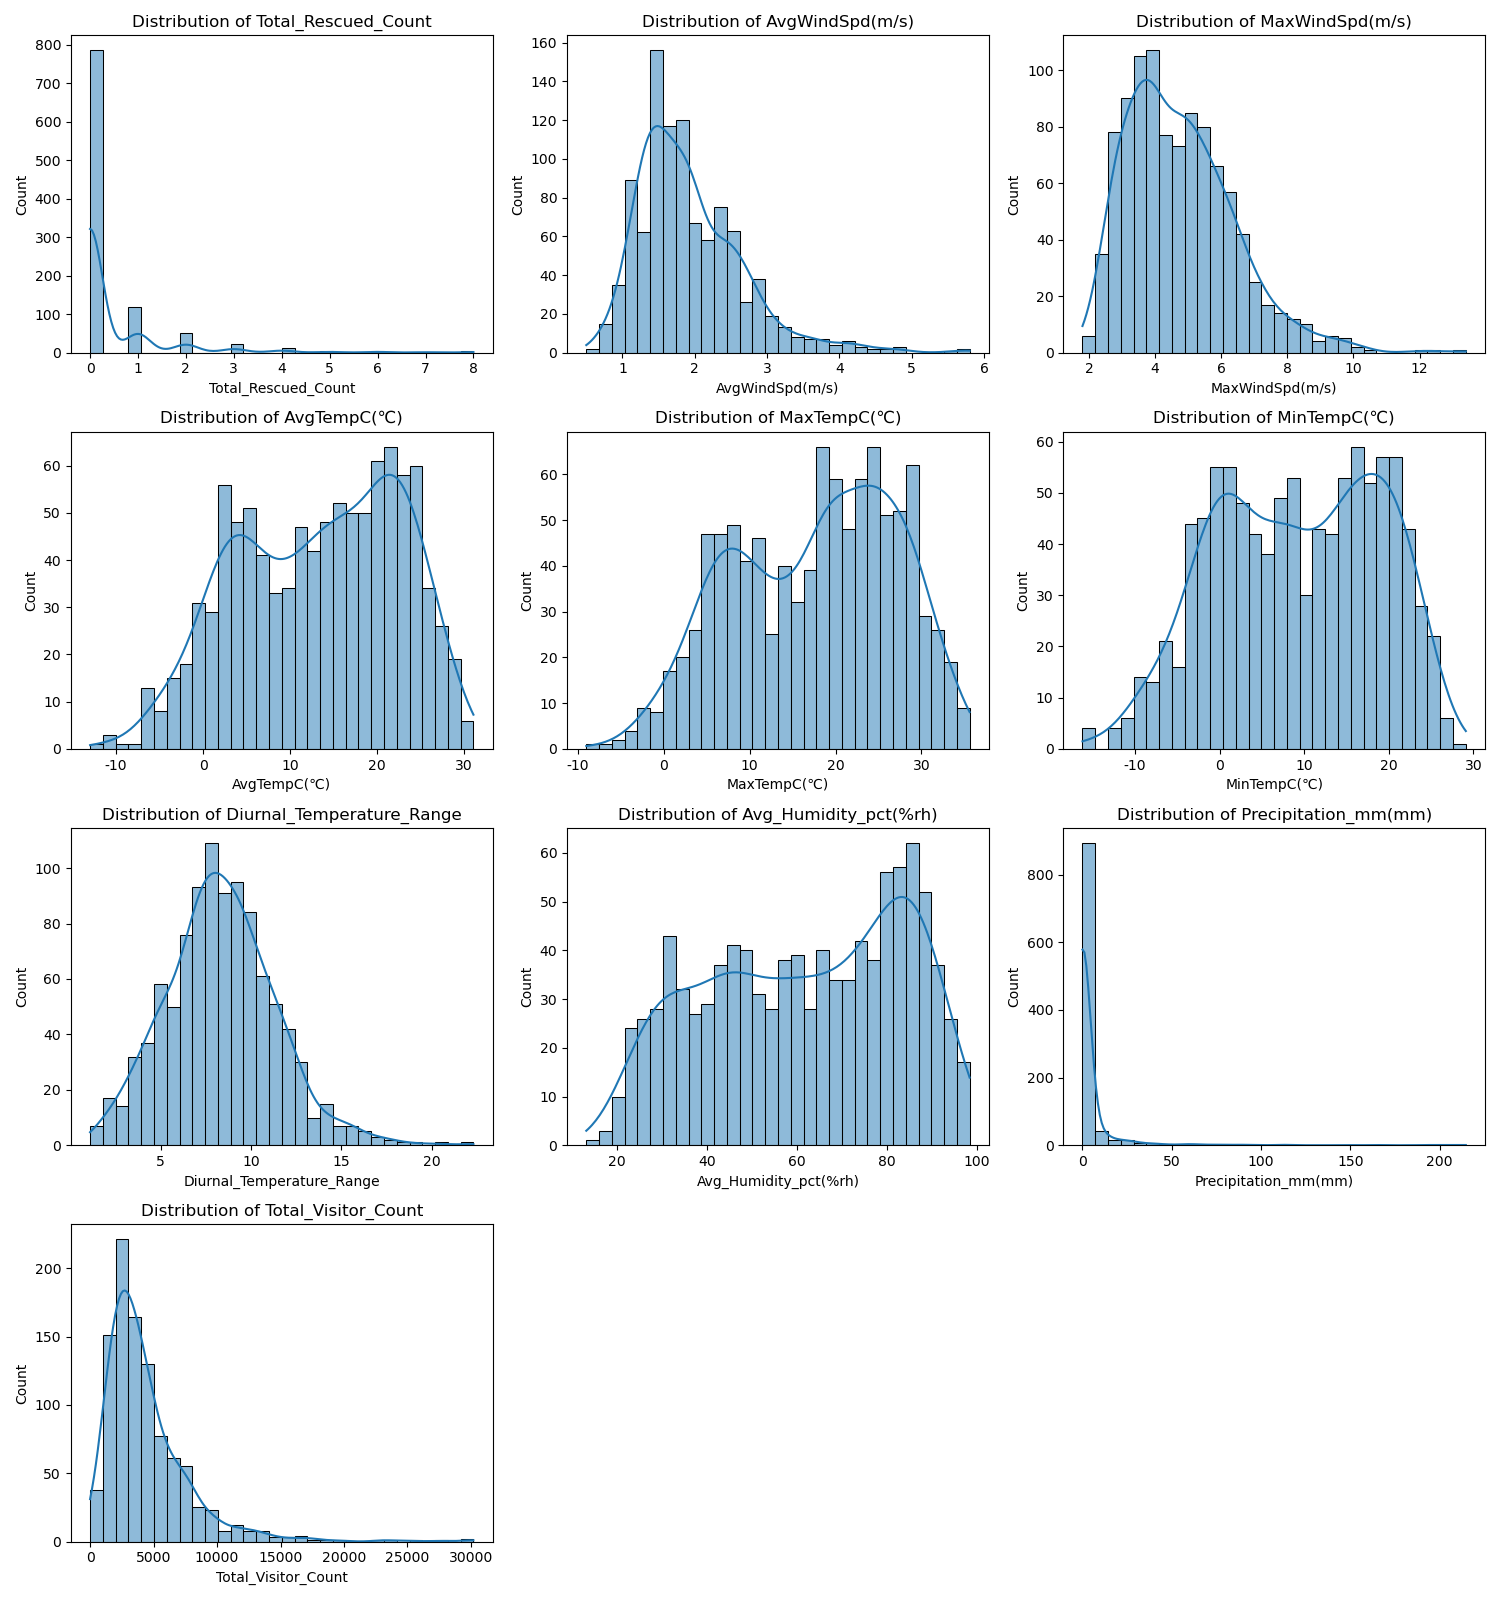 Distribution of Total_Rescued_Count
Count
800
700
600
500
400
300
200
100
0
0 1 2 3 4 5 6 7 8
Total_Rescued_Count
Distribution of AvgWindSpd(m/s)
Count
160
140
120
100
80
60
40
20
0
1 2 3 4 5 6
AvgWindSpd(m/s)
Distribution of MaxWindSpd(m/s)
Count
100
80
60
40
20
0
2 4 6 8 10 12
MaxWindSpd(m/s)
Distribution of AvgTempC(℃)
Count
60
50
40
30
20
10
0
-10 0 10 20 30
AvgTempC(℃)
Distribution of MaxTempC(℃)
Count
60
50
40
30
20
10
0
-10 0 10 20 30
MaxTempC(℃)
Distribution of MinTempC(℃)
Count
60
50
40
30
20
10
0
-10 0 10 20 30
MinTempC(℃)
Distribution of Diurnal_Temperature_Range
Count
100
80
60
40
20
0
5 10 15 20
Diurnal_Temperature_Range
Distribution of Avg_Humidity_pct(%rh)
Count
60
50
40
30
20
10
0
20 40 60 80 100
Avg_Humidity_pct(%rh)
Distribution of Precipitation_mm(mm)
Count
800
600
400
200
0
0 50 100 150 200
Precipitation_mm(mm)
Distribution of Total_Visitor_Count
Count
200
150
100
50
0
0 5000 10000 15000 20000 25000 30000
Total_Visitor_Count